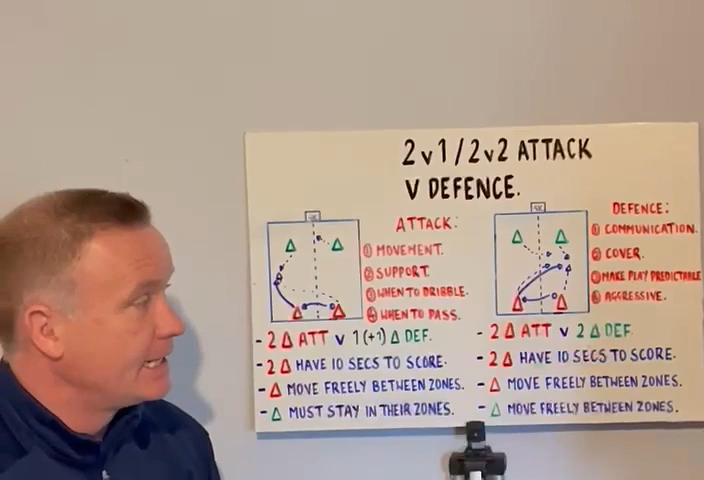 2v1/2v2 ATTACK
V DEFENCE.
ATTACK:
① MOVEMENT.
② SUPPORT.
③ WHEN TO DRIBBLE.
④ WHEN TO PASS.
- 2 △ ATT v 1(+1) △ DEF.
- 2 △ HAVE 10 SECS TO SCORE.
- △ MOVE FREELY BETWEEN ZONES.
- △ MUST STAY IN THEIR ZONES.
DEFENCE:
① COMMUNICATION.
② COVER.
③ MAKE PLAY PREDICTABLE
④ AGGRESSIVE.
- 2 △ ATT v 2 △ DEF
- 2 △ HAVE 10 SECS TO SCORE.
- △ MOVE FREELY BETWEEN ZONES.
- △ MOVE FREELY BETWEEN ZONES.